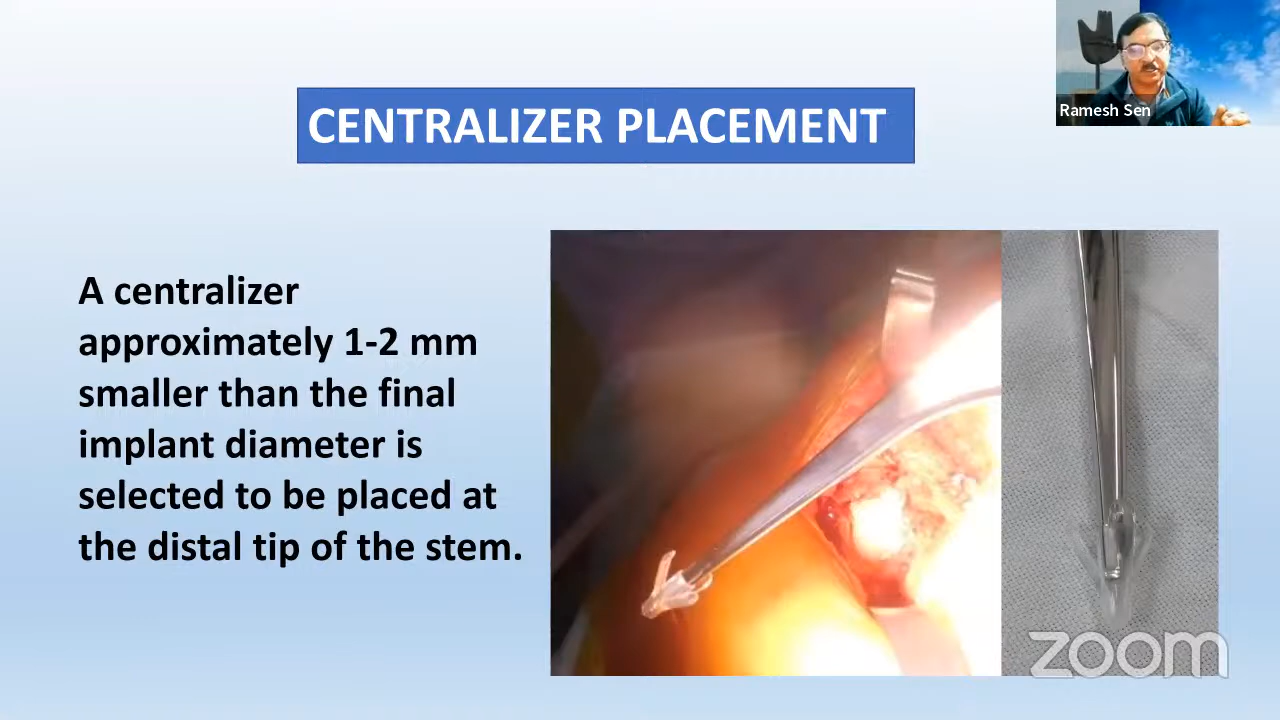 Ramesh Sen
CENTRALIZER PLACEMENT
A centralizer
approximately 1-2 mm
smaller than the final
implant diameter is
selected to be placed at
the distal tip of the stem.
zoom